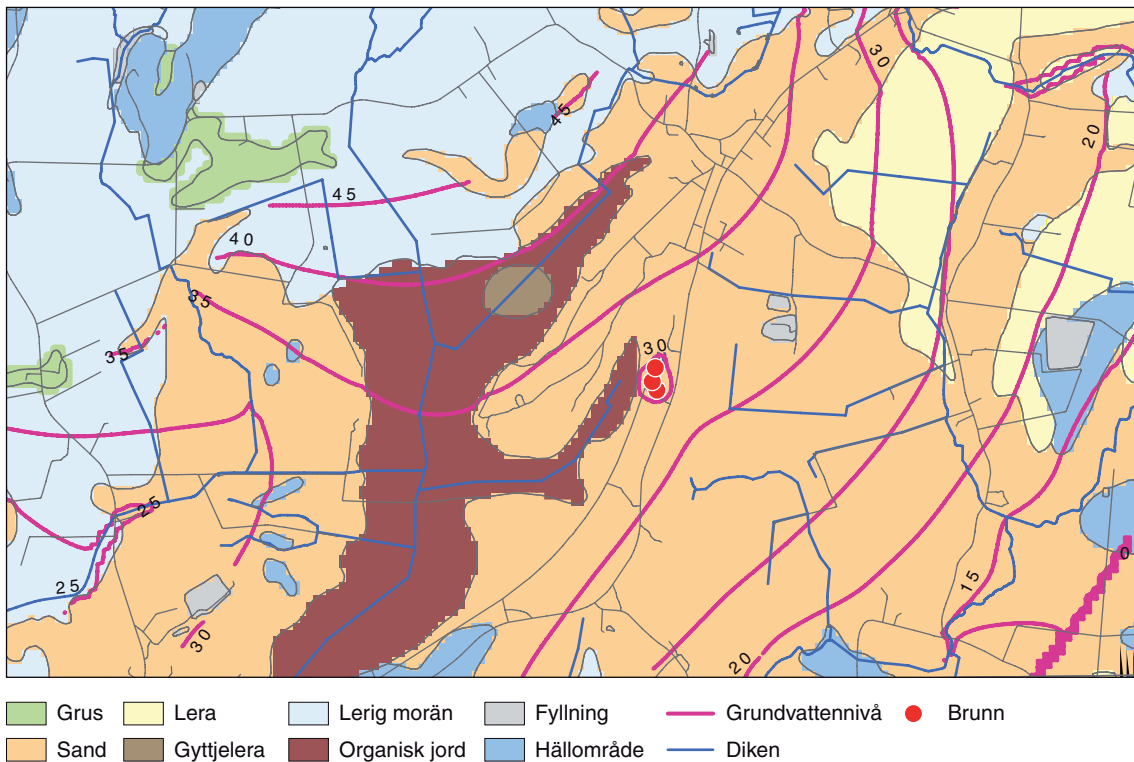 30
45
20
45
40
35
35
30
25
25
0
15
30
20
Grus
Lera
Lerig morän
Fyllning
Grundvattennivå
Brunn
Sand
Gyttjelera
Organisk jord
Hällområde
Diken